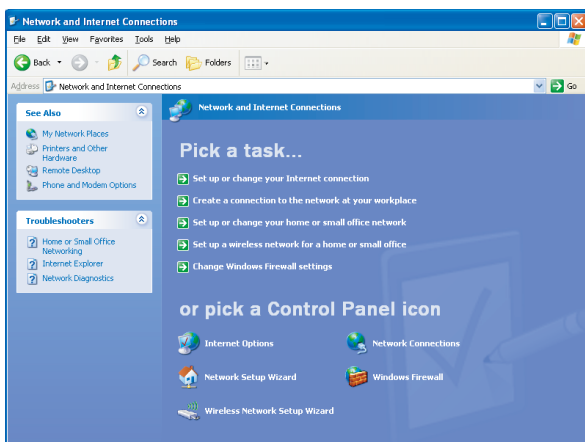 Network and Internet Connections
File Edit View Favorites Tools Help
Back Search Folders
Address Network and Internet Connections Go
See Also
My Network Places
Printers and Other
Hardware
Remote Desktop
Phone and Modem Options
Troubleshooters
Home or Small Office
Networking
Internet Explorer
Network Diagnostics
Network and Internet Connections
Pick a task...
Set up or change your Internet connection
Create a connection to the network at your workplace
Set up or change your home or small office network
Set up a wireless network for a home or small office
Change Windows Firewall settings
or pick a Control Panel icon
Internet Options
Network Connections
Network Setup Wizard
Windows Firewall
Wireless Network Setup Wizard